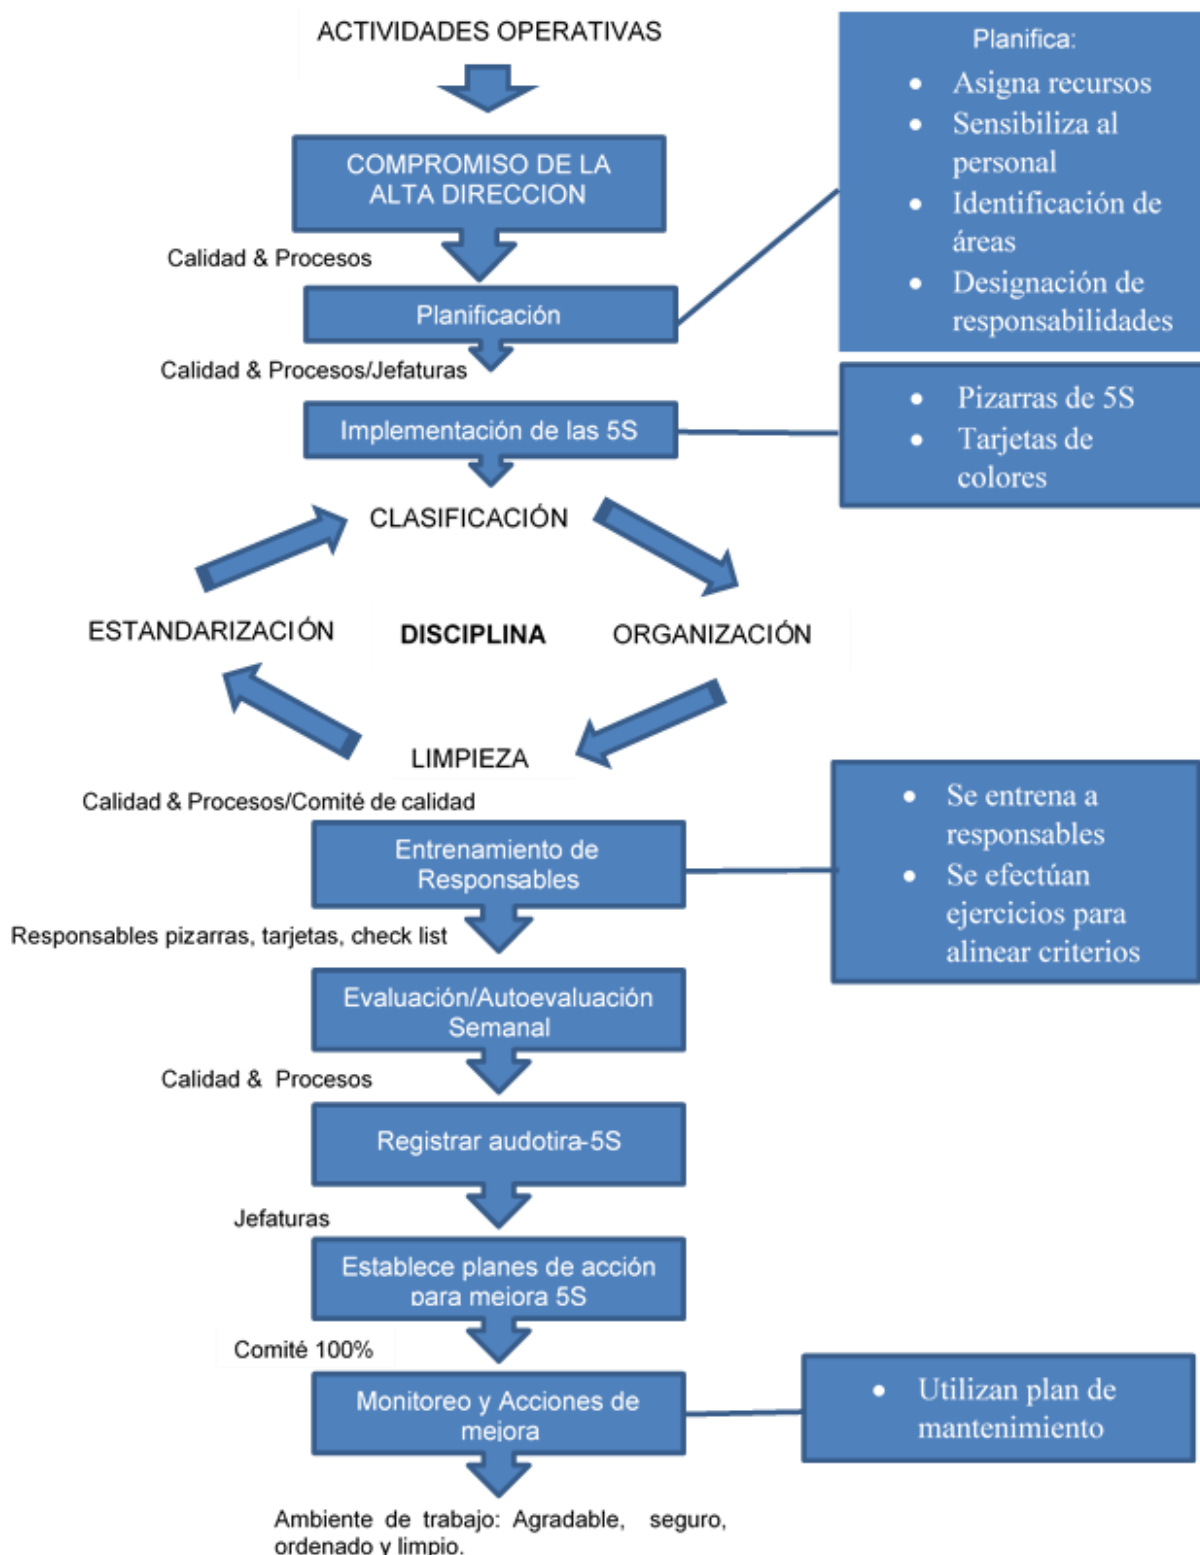 ACTIVIDADES OPERATIVAS
Planifica:
• Asigna recursos
• Sensibiliza al
personal
• Identificación de
áreas
• Designación de
responsabilidades
COMPROMISO DE LA
ALTA DIRECCION
Calidad & Procesos
Planificación
Calidad & Procesos/Jefaturas
Implementación de las 5S
• Pizarras de 5S
• Tarjetas de
colores
CLASIFICACIÓN
ESTANDARIZACIÓN
DISCIPLINA
ORGANIZACIÓN
LIMPIEZA
Calidad & Procesos/Comité de calidad
Entrenamiento de
Responsables
• Se entrena a
responsables
• Se efectúan
ejercicios para
alinear criterios
Responsables pizarras, tarjetas, check list
Evaluación/Autoevaluación
Semanal
Calidad & Procesos
Registrar audotira-5S
Jefaturas
Establece planes de acción
para mejora 5S
Comité 100%
Monitoreo y Acciones de
mejora
• Utilizan plan de
mantenimiento
Ambiente de trabajo: Agradable, seguro,
ordenado y limpio.